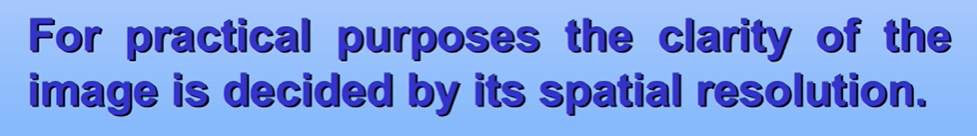 For practical purposes the clarity of the
image is decided by its spatial resolution.